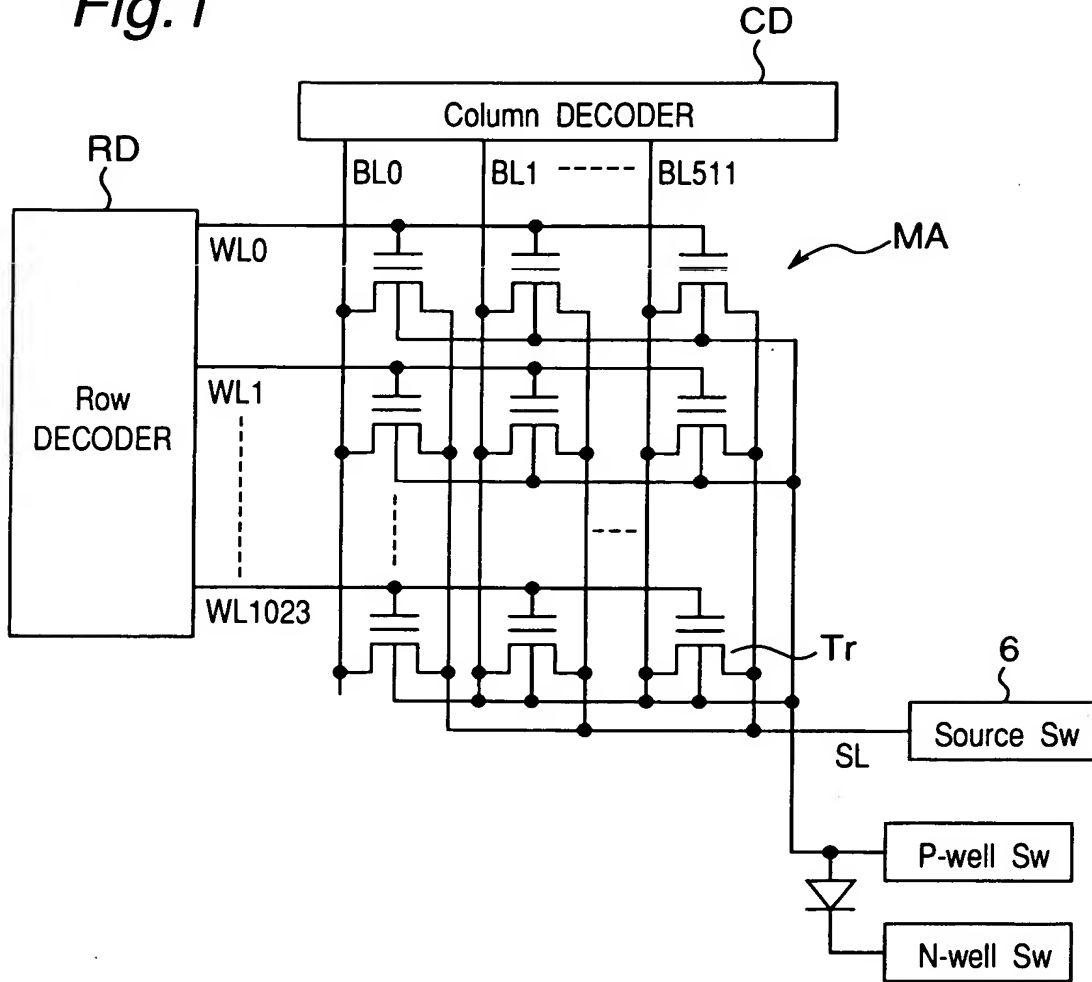 Fig. 1
CD
Column DECODER
RD
BL0
BL1
BL511
MA
WL0
WL1
Row
DECODER
WL1023
Tr
6
Source Sw
SL
P-well Sw
N-well Sw